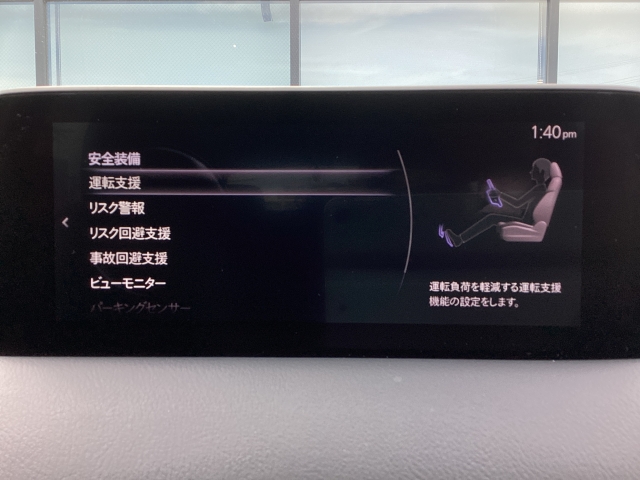 1:40pm
安全装備
運転支援
リスク警報
リスク回避支援
事故回避支援
ビューモニター
パーキングセンサー
運転負荷を軽減する運転支援
機能の設定をします。